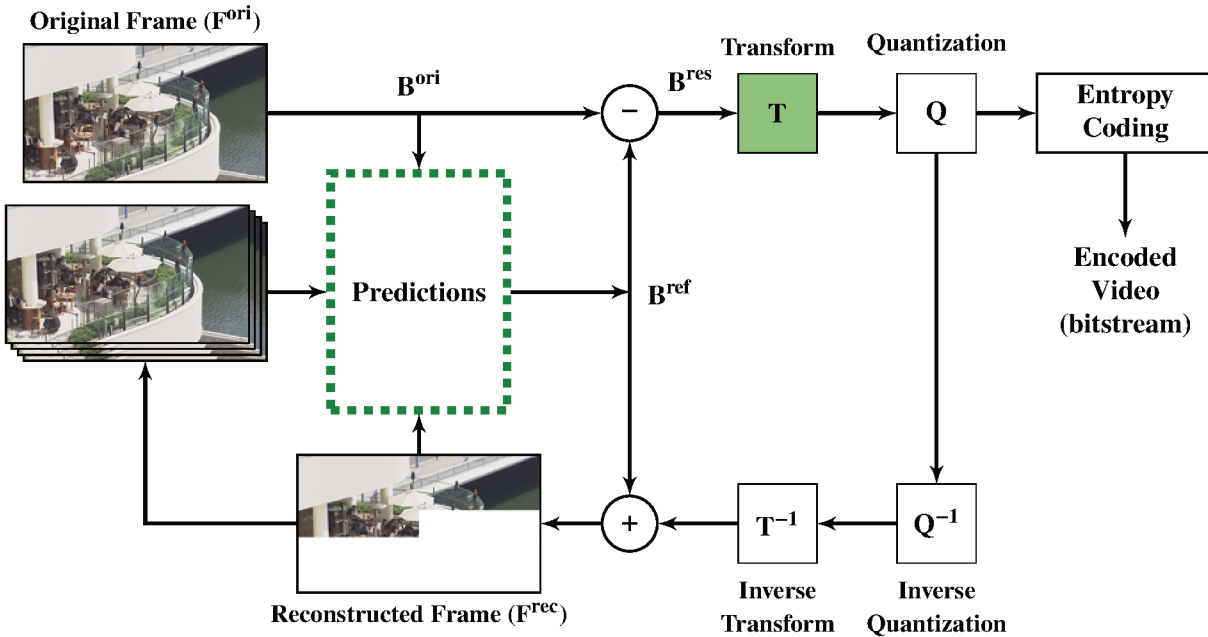 Original Frame (F^ori)
B^ori
B^res
Transform
T
Quantization
Q
Entropy
Coding
−
Predictions
B^ref
Encoded
Video
(bitstream)
+
T^−1
Q^−1
Reconstructed Frame (F^rec)
Inverse
Transform
Inverse
Quantization